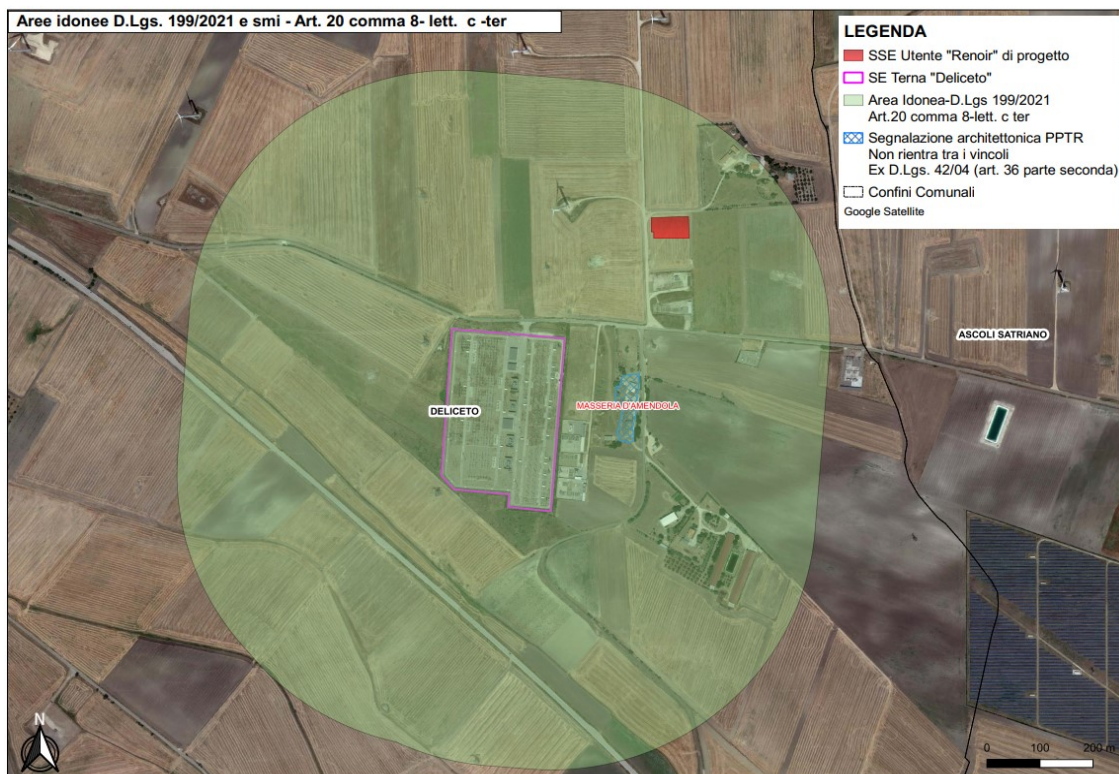 Aree idonee D.Lgs. 199/2021 e smi - Art. 20 comma 8- lett. c -ter
LEGENDA
SSE Utente "Renoir" di progetto
SE Terna "Deliceto"
Area Idonea-D.Lgs 199/2021
Art.20 comma 8-lett. c ter
Segnalazione architettonica PPTR
Non rientra tra i vincoli
Ex D.Lgs. 42/04 (art. 36 parte seconda)
Confini Comunali
Google Satellite
ASCOLI SATRIANO
DELICETO
MASSERIA D'AMENDOLA
N
0 100 200 m